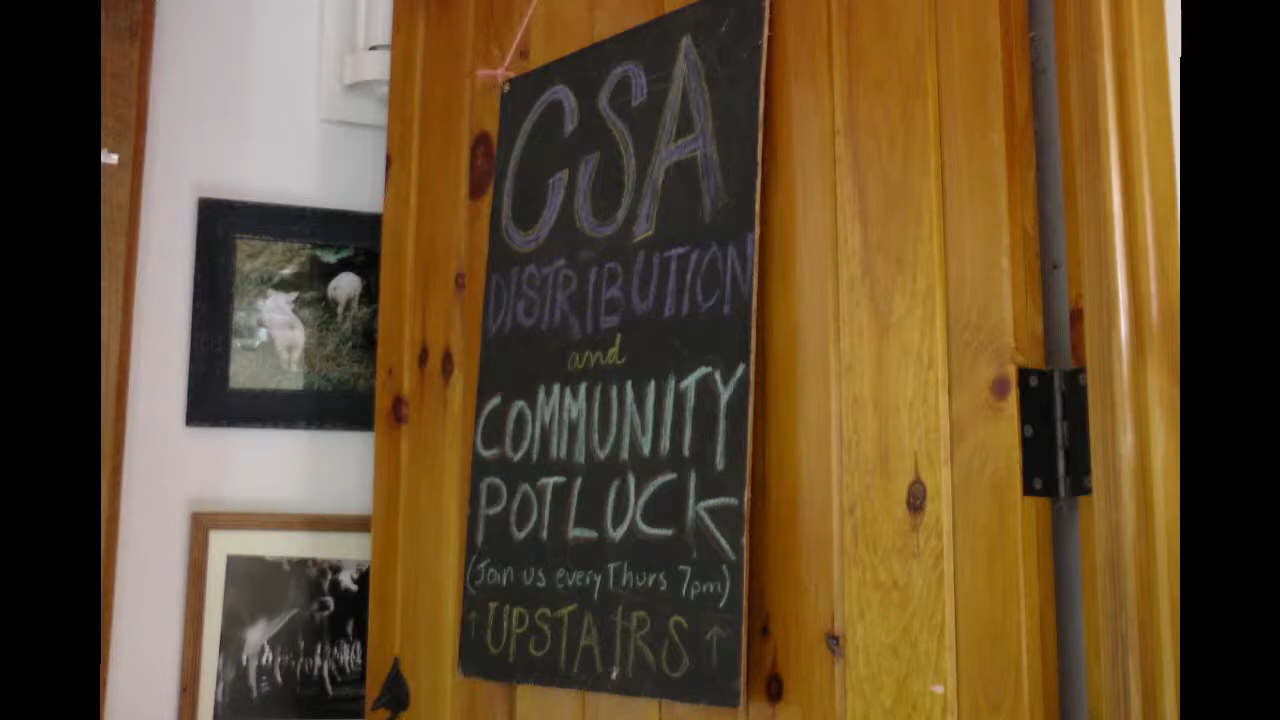 CSA
DISTRIBUTION
and
COMMUNITY
POTLUCK
(Join us every Thurs 7pm)
↑ UPSTAIRS ↑